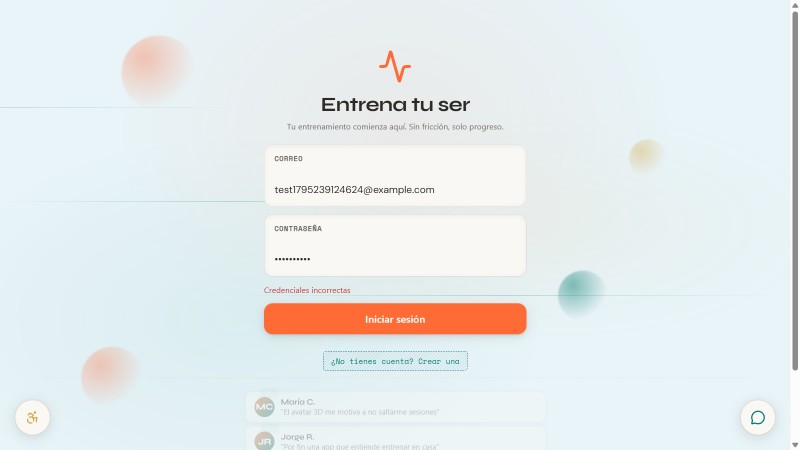 Entrena tu ser
Tu entrenamiento comienza aquí. Sin fricción, solo progreso.
CORREO
test1795239124624@example.com
CONTRASEÑA
••••••••••
Credenciales incorrectas
Iniciar sesión
¿No tienes cuenta? Crear una
MC
María C.
"El avatar 3D me motiva a no saltarme sesiones"
JR
Jorge R.
"Por fin una app que entiende entrenar en casa"